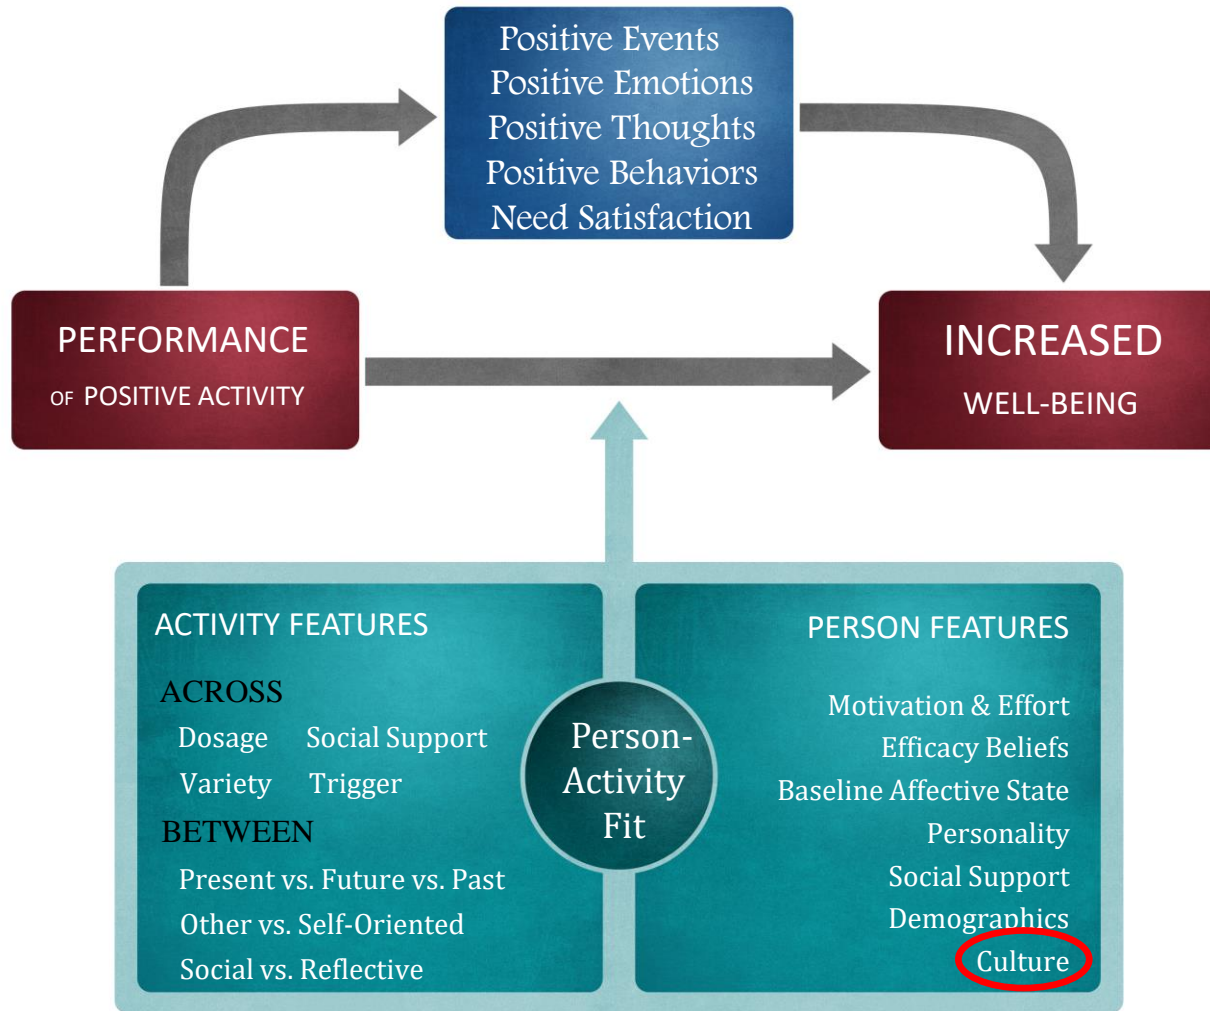 Positive Events
Positive Emotions
Positive Thoughts
Positive Behaviors
Need Satisfaction
PERFORMANCE
OF POSITIVE ACTIVITY
INCREASED
WELL-BEING
ACTIVITY FEATURES
ACROSS
Dosage Social Support
Variety Trigger
BETWEEN
Present vs. Future vs. Past
Other vs. Self-Oriented
Social vs. Reflective
Person-
Activity
Fit
PERSON FEATURES
Motivation & Effort
Efficacy Beliefs
Baseline Affective State
Personality
Social Support
Demographics
Culture